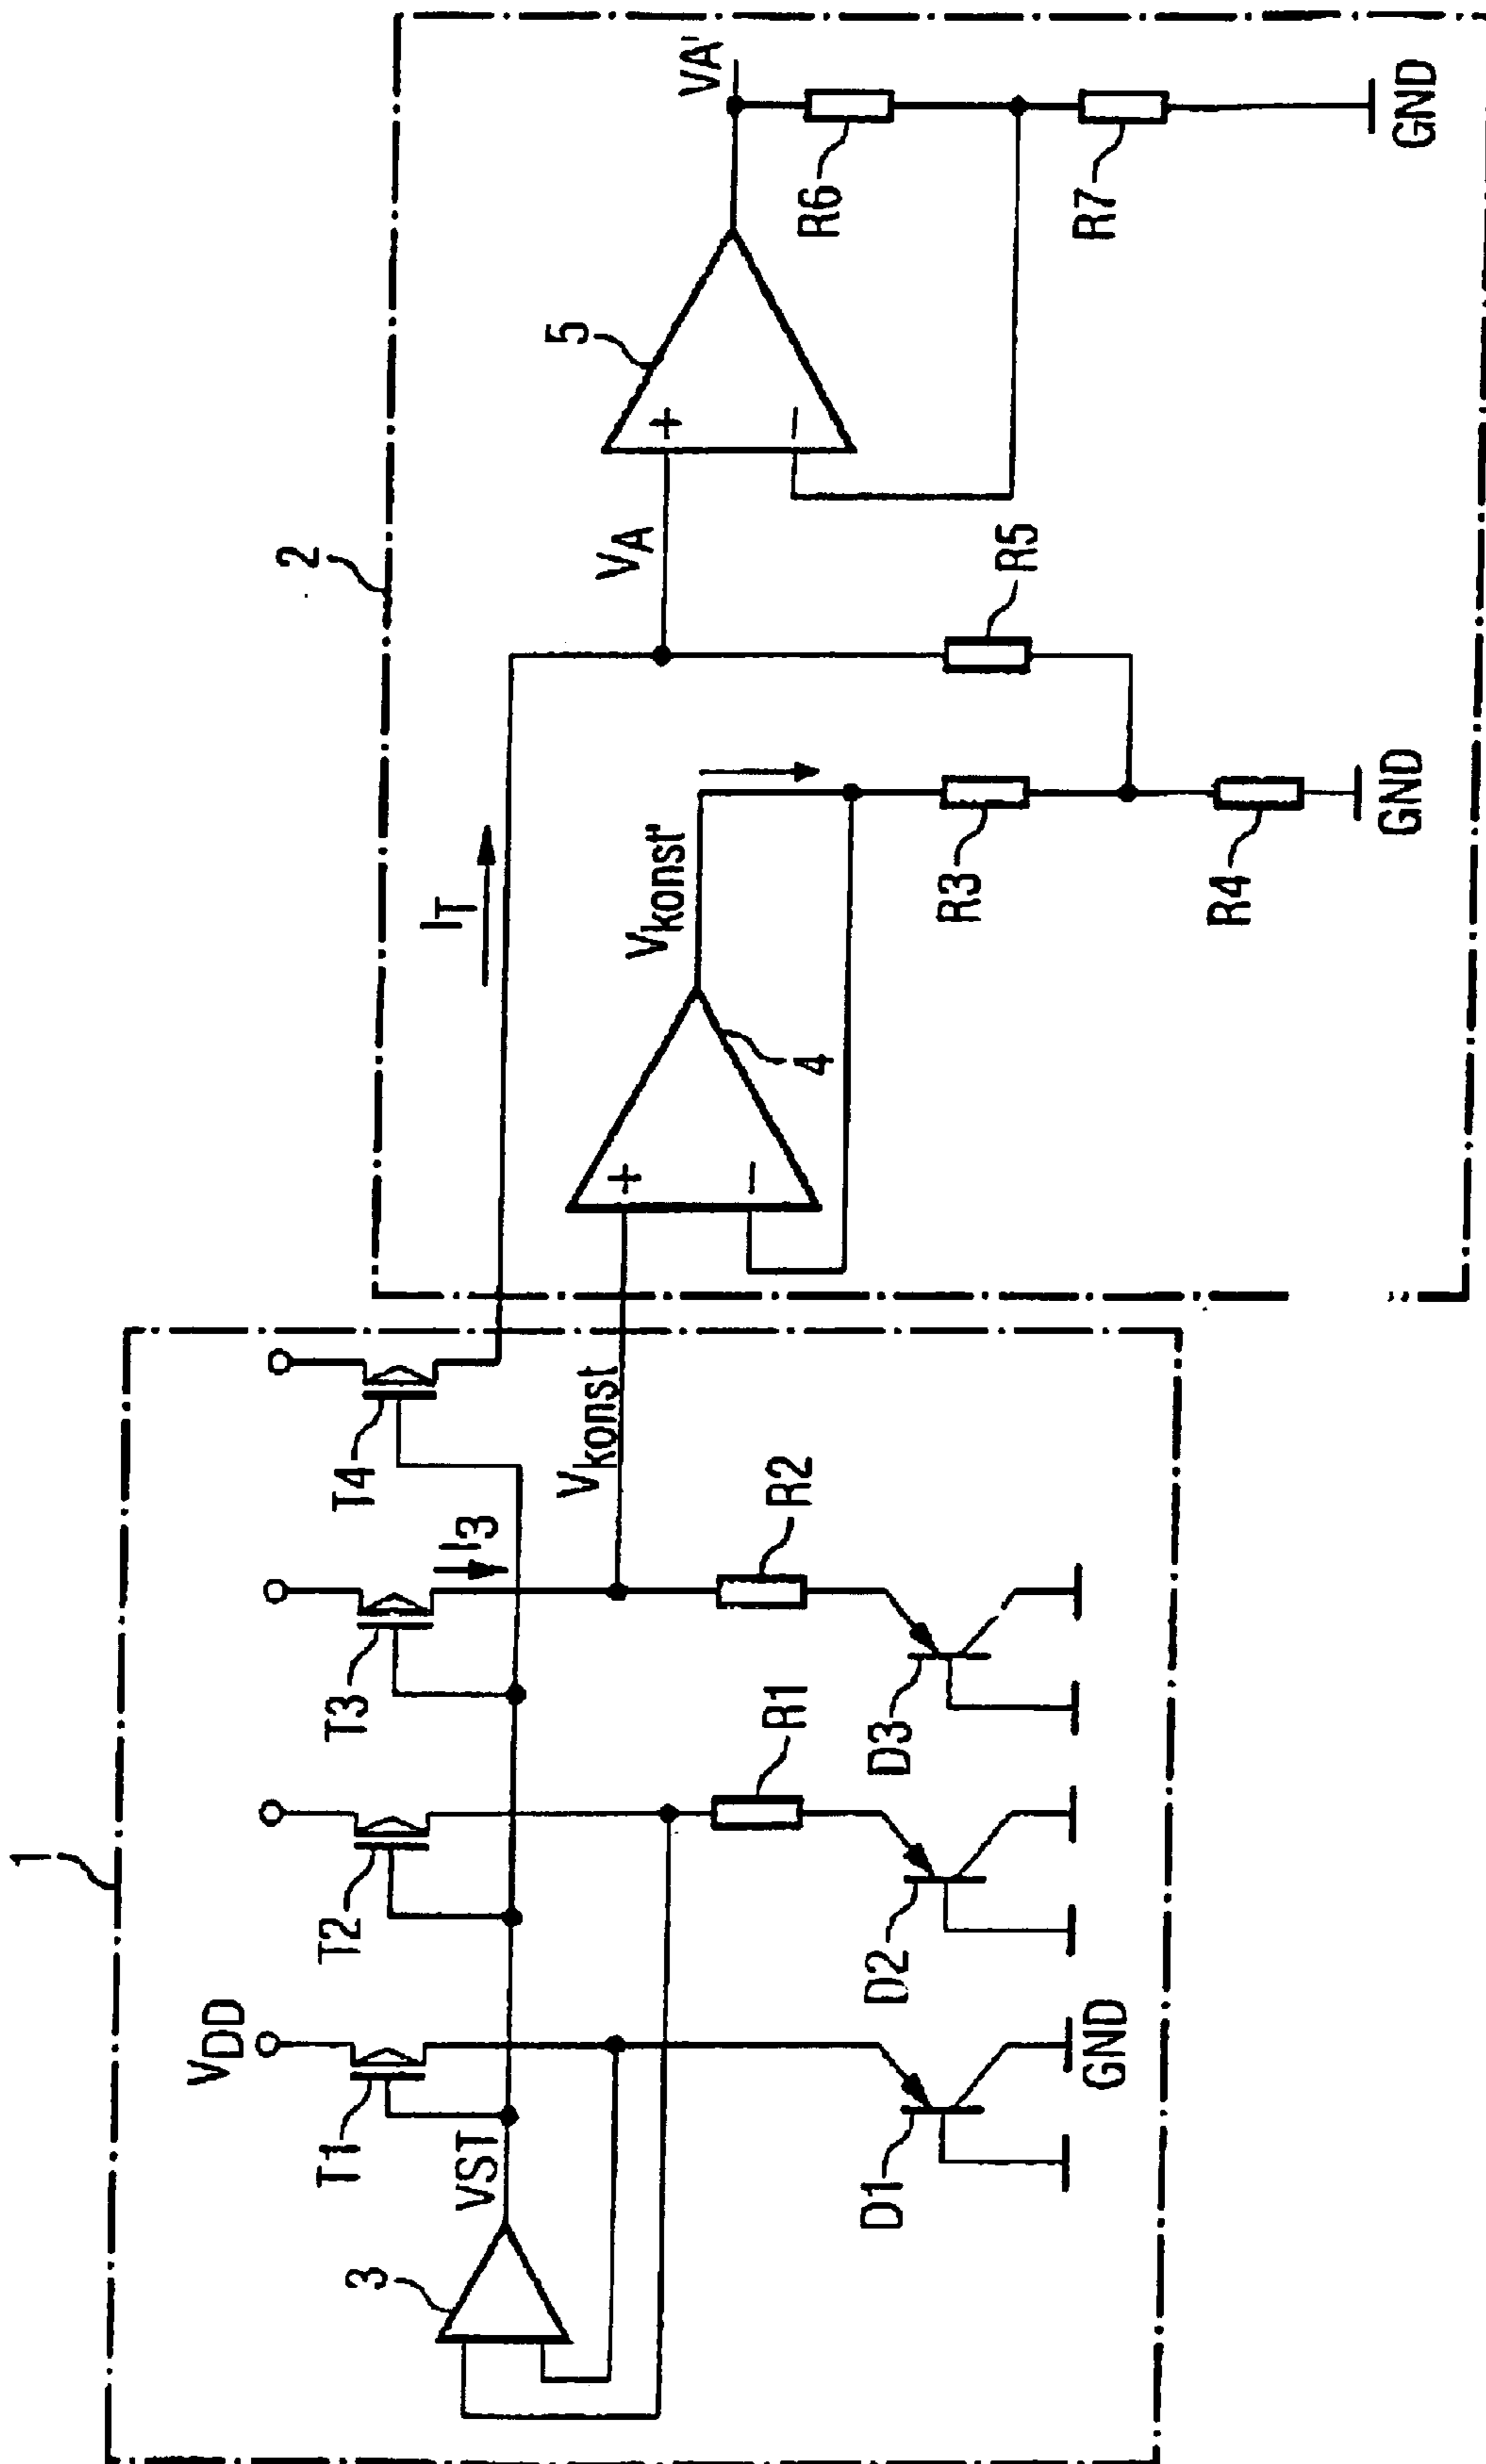 1
VDD
T1
T2
T3
T4
I3
3
VST
Vkonst
R1
R2
D1
D2
D3
GND
2
IT
5
VA
VA'
Vkonst'
4
R3
R4
R5
R6
R7
GND
GND